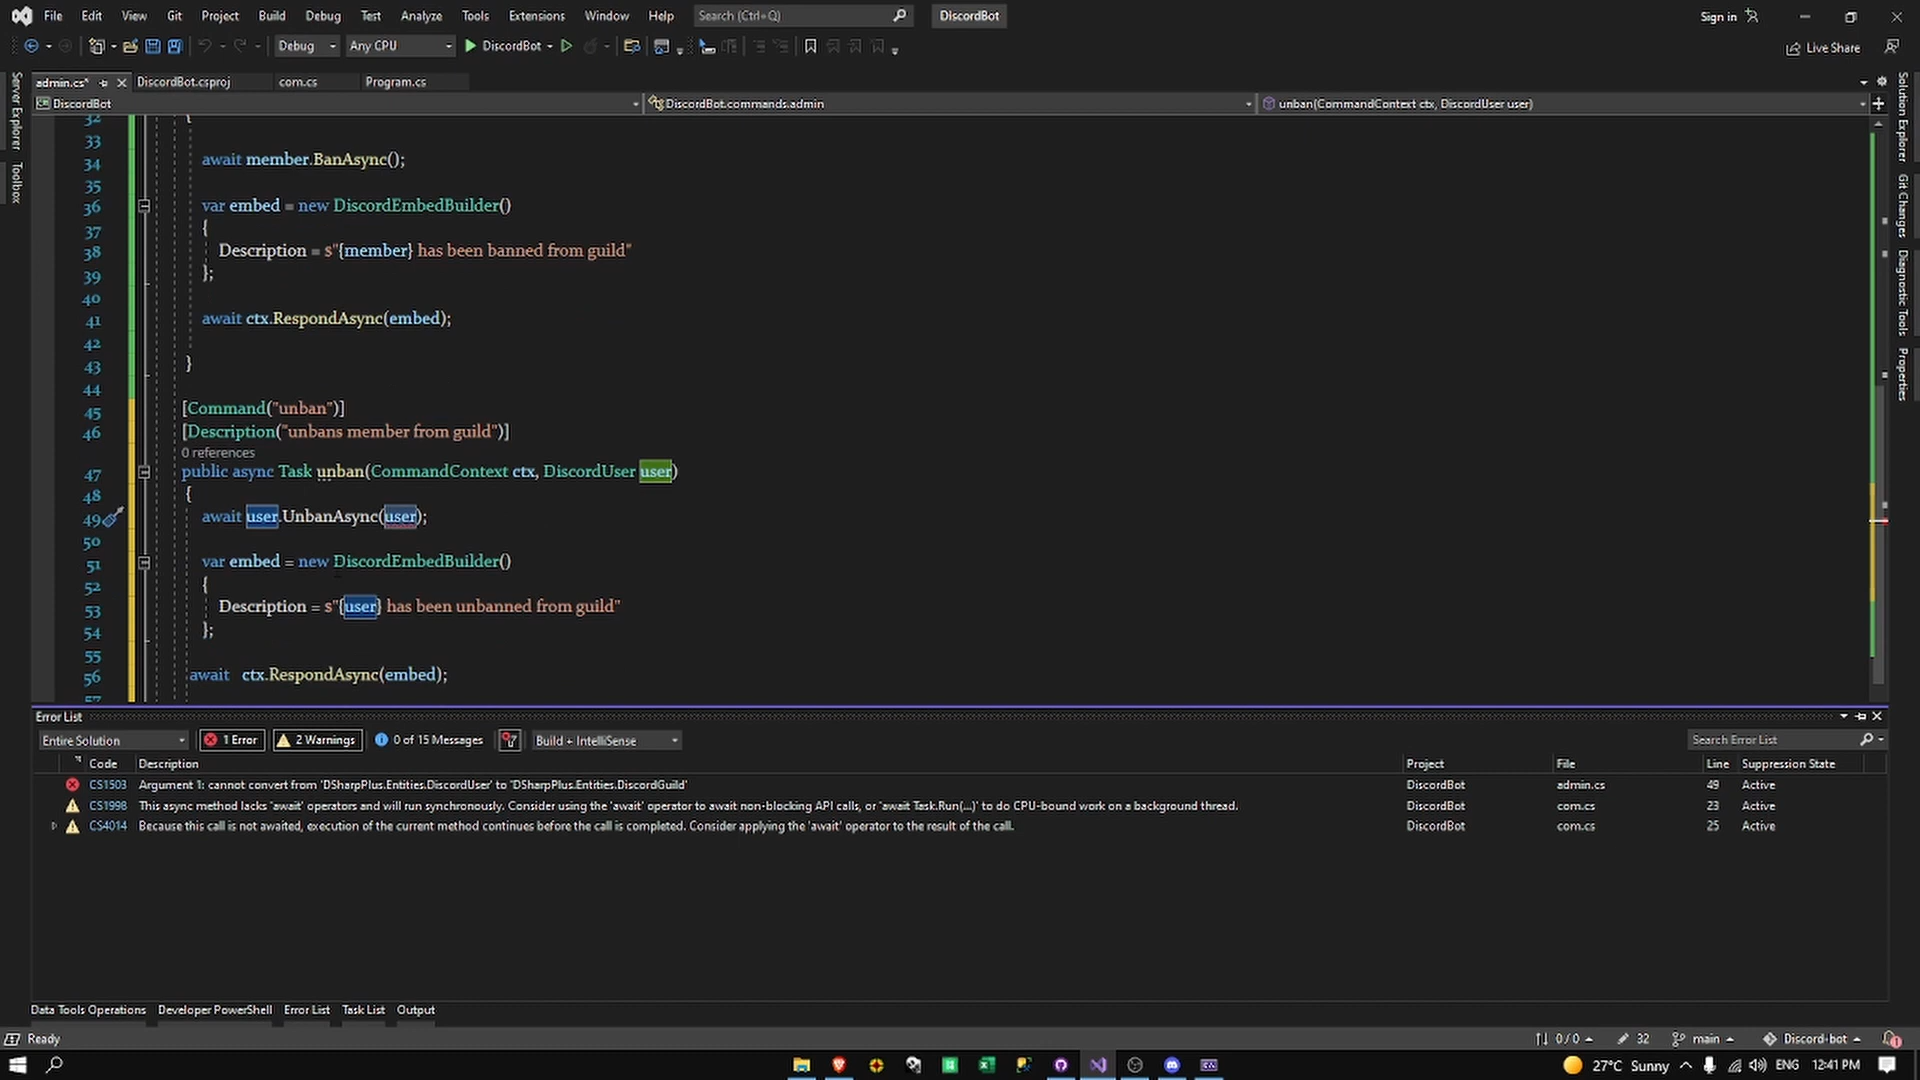 File Edit View Git Project Build Debug Test Analyze Tools Extensions Window Help Search (Ctrl+Q) DiscordBot Sign in
Debug Any CPU DiscordBot Live Share
admin.cs* DiscordBot.csproj com.cs Program.cs
DiscordBot DiscordBot.commands.admin unban(CommandContext ctx, DiscordUser user)
Server Explorer
Toolbox
Solution Explorer
Git Changes
Diagnostic Tools
Properties
32 {
33
34 await member.BanAsync();
35
36 var embed = new DiscordEmbedBuilder()
37 {
38 Description = $"{member} has been banned from guild"
39 };
40
41 await ctx.RespondAsync(embed);
42
43 }
44
45 [Command("unban")]
46 [Description("unbans member from guild")]
0 references
47 public async Task unban(CommandContext ctx, DiscordUser user)
48 {
49 await user.UnbanAsync(user);
50
51 var embed = new DiscordEmbedBuilder()
52 {
53 Description = $"{user} has been unbanned from guild"
54 };
55
56 await ctx.RespondAsync(embed);
57
Error List
Entire Solution 1 Error 2 Warnings 0 of 15 Messages Build + IntelliSense Search Error List
Code Description Project File Line Suppression State
CS1503 Argument 1: cannot convert from 'DSharpPlus.Entities.DiscordUser' to 'DSharpPlus.Entities.DiscordGuild' DiscordBot admin.cs 49 Active
CS1998 This async method lacks 'await' operators and will run synchronously. Consider using the 'await' operator to await non-blocking API calls, or 'await Task.Run(...)' to do CPU-bound work on a background thread. DiscordBot com.cs 23 Active
CS4014 Because this call is not awaited, execution of the current method continues before the call is completed. Consider applying the 'await' operator to the result of the call. DiscordBot com.cs 25 Active
Data Tools Operations Developer PowerShell Error List Task List Output
Ready 0 / 0 32 main Discord-bot 1
27°C Sunny ENG 12:41 PM